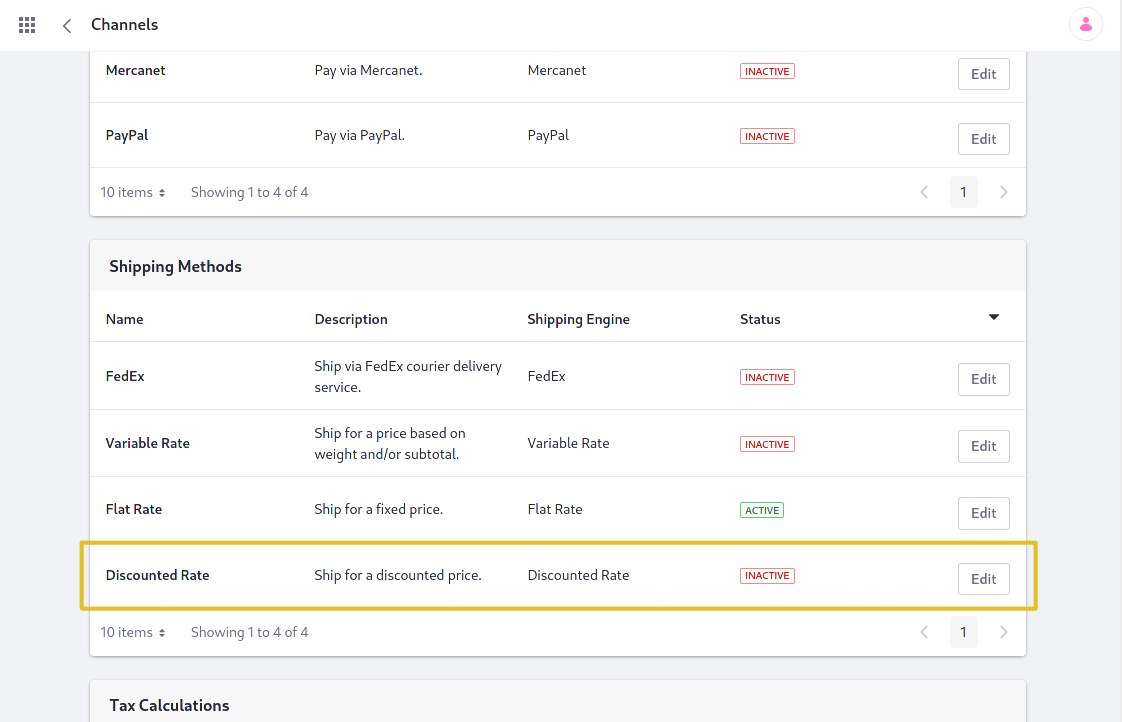 Channels
Mercanet Pay via Mercanet. Mercanet INACTIVE Edit
PayPal Pay via PayPal. PayPal INACTIVE Edit
10 items Showing 1 to 4 of 4 1
Shipping Methods
Name Description Shipping Engine Status
FedEx Ship via FedEx courier delivery service. FedEx INACTIVE Edit
Variable Rate Ship for a price based on weight and/or subtotal. Variable Rate INACTIVE Edit
Flat Rate Ship for a fixed price. Flat Rate ACTIVE Edit
Discounted Rate Ship for a discounted price. Discounted Rate INACTIVE Edit
10 items Showing 1 to 4 of 4 1
Tax Calculations